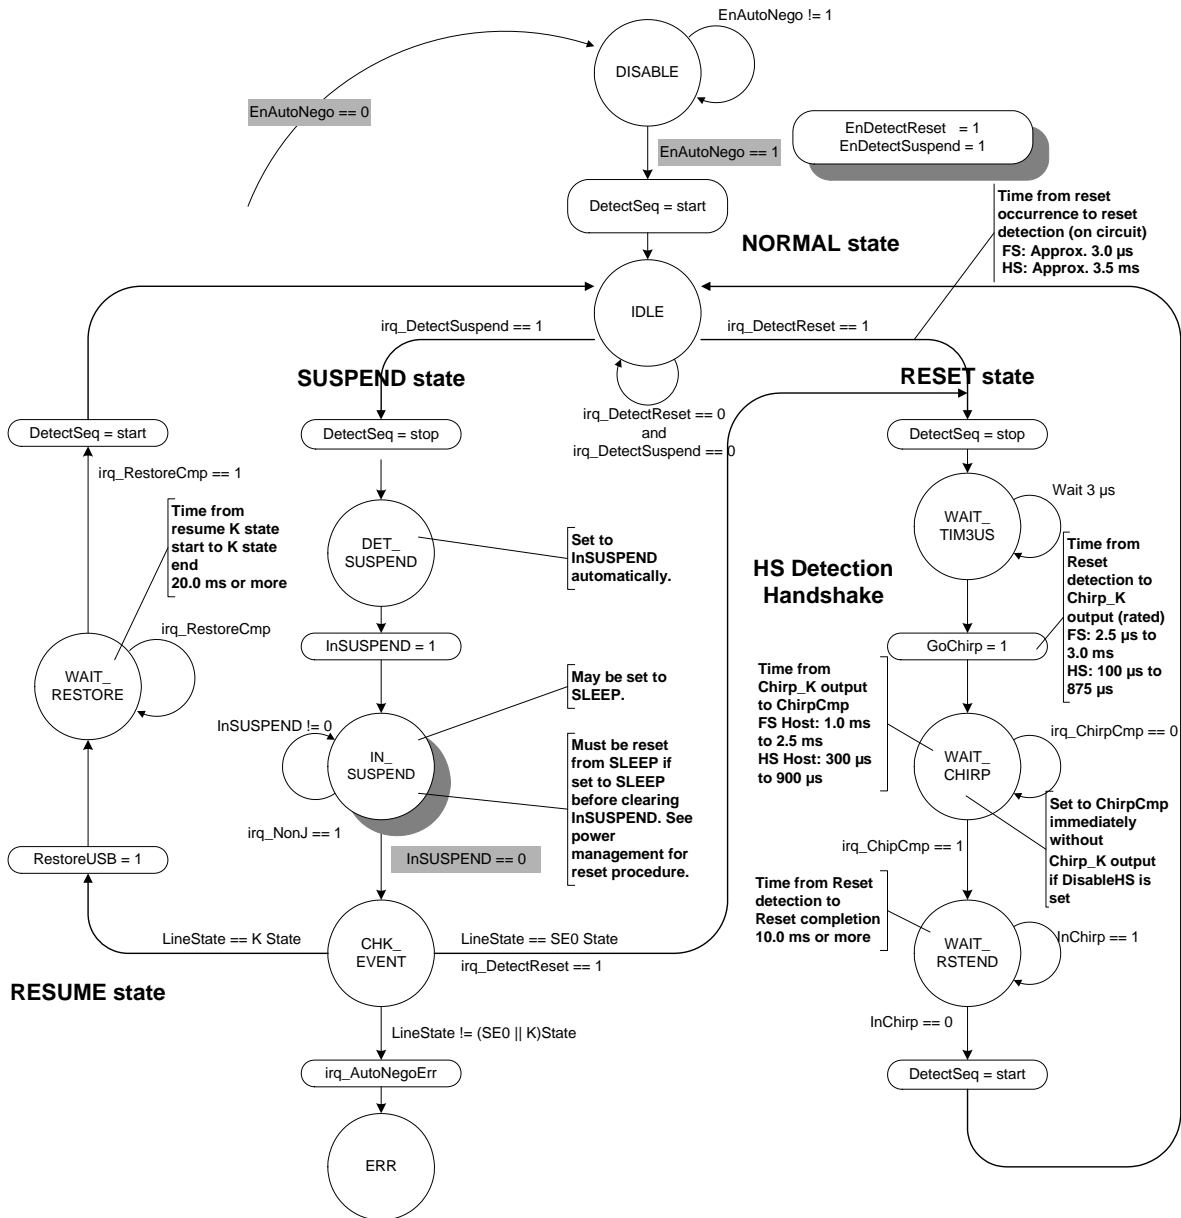 EnAutoNego != 1
DISABLE
EnAutoNego == 0
EnDetectReset = 1
EnDetectSuspend = 1
EnAutoNego == 1
DetectSeq = start
Time from reset
occurrence to reset
detection (on circuit)
FS: Approx. 3.0 µs
HS: Approx. 3.5 ms
NORMAL state
IDLE
irq_DetectSuspend == 1
irq_DetectReset == 1
SUSPEND state
RESET state
irq_DetectReset == 0
and
irq_DetectSuspend == 0
DetectSeq = start
DetectSeq = stop
DetectSeq = stop
irq_RestoreCmp == 1
Time from
resume K state
start to K state
end
20.0 ms or more
DET_
SUSPEND
Set to
InSUSPEND
automatically.
Wait 3 µs
WAIT_
TIM3US
HS Detection
Handshake
Time from
Reset
detection to
Chirp_K
output (rated)
FS: 2.5 µs to
3.0 ms
HS: 100 µs to
875 µs
irq_RestoreCmp
WAIT_
RESTORE
InSUSPEND = 1
GoChirp = 1
May be set to
SLEEP.
Time from
Chirp_K output
to ChirpCmp
FS Host: 1.0 ms
to 2.5 ms
HS Host: 300 µs
to 900 µs
InSUSPEND != 0
IN_
SUSPEND
Must be reset
from SLEEP if
set to SLEEP
before clearing
InSUSPEND. See
power
management for
reset procedure.
irq_ChirpCmp == 0
WAIT_
CHIRP
Set to ChirpCmp
immediately
without
Chirp_K output
if DisableHS is
set
irq_NonJ == 1
InSUSPEND == 0
RestoreUSB = 1
irq_ChipCmp == 1
Time from Reset
detection to
Reset completion
10.0 ms or more
LineState == K State
CHK_
EVENT
LineState == SE0 State
irq_DetectReset == 1
WAIT_
RSTEND
InChirp == 1
RESUME state
InChirp == 0
LineState != (SE0 || K)State
irq_AutoNegoErr
DetectSeq = start
ERR